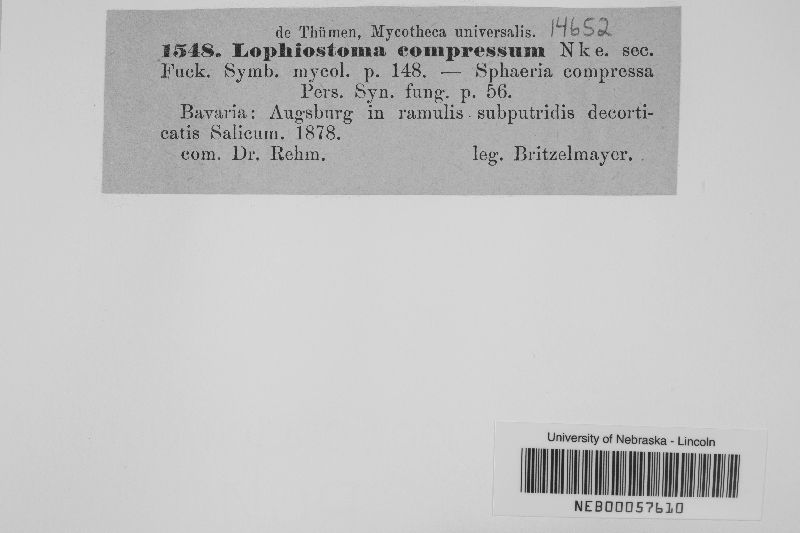 de Thümen, Mycotheca universalis. 14652
1548. Lophiostoma compressum Nke. sec.
Fuck. Symb. mycol. p. 148. — Sphaeria compressa
Pers. Syn. fung. p. 56.
Bavaria: Augsburg in ramulis subputridis decorti-
catis Salicum. 1878.
com. Dr. Rehm. leg. Britzelmayer.
University of Nebraska - Lincoln
NEB00057610